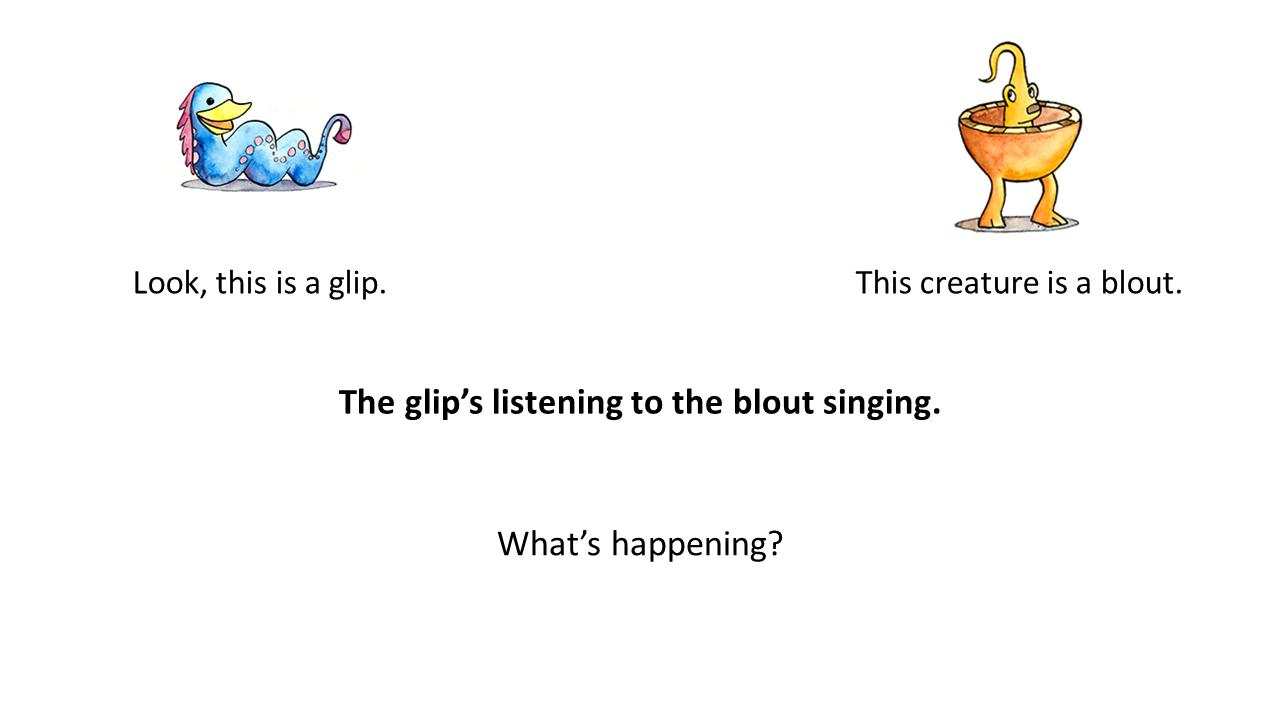 Look, this is a glip.
This creature is a blout.
The glip’s listening to the blout singing.
What’s happening?